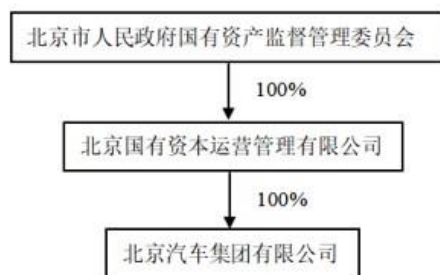 北京市人民政府国有资产监督管理委员会
100%
北京国有资本运营管理有限公司
100%
北京汽车集团有限公司